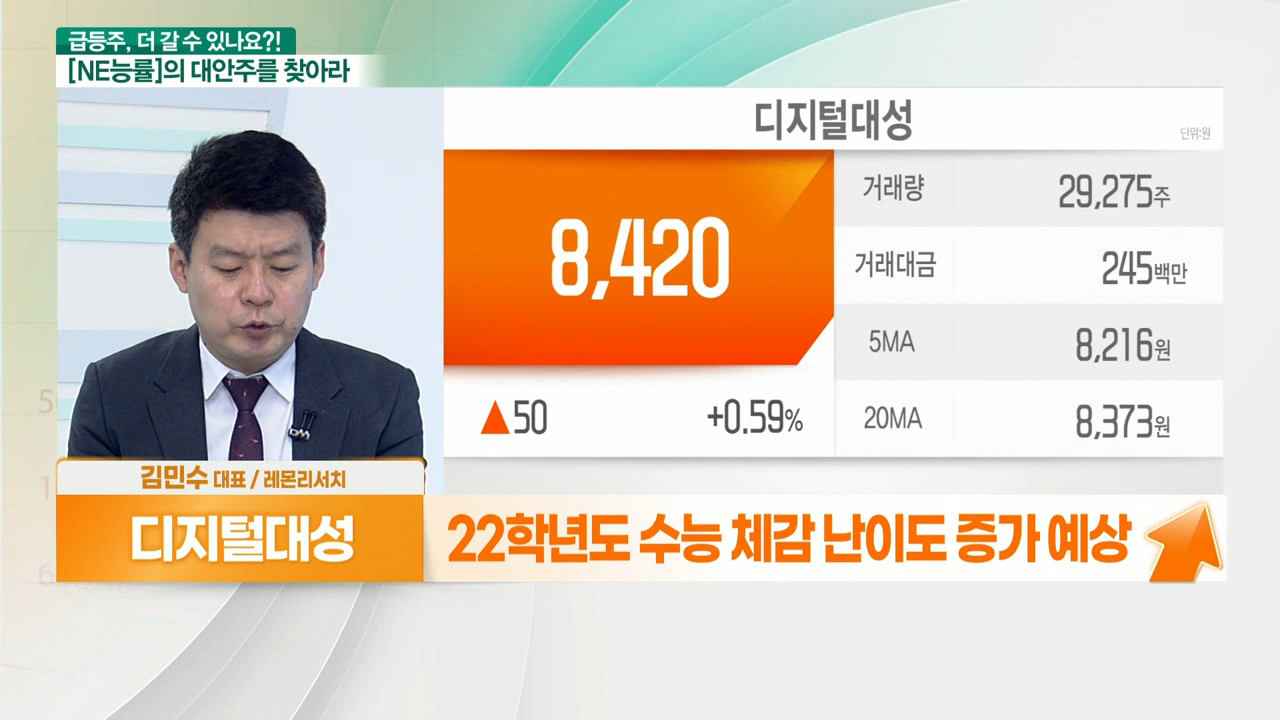 급등주, 더 갈 수 있나요?!
[NE능률]의 대안주를 찾아라
디지털대성
단위:원
8,420
▲50 +0.59%
거래량 29,275주
거래대금 245백만
5MA 8,216원
20MA 8,373원
김민수 대표 / 레몬리서치
디지털대성
22학년도 수능 체감 난이도 증가 예상